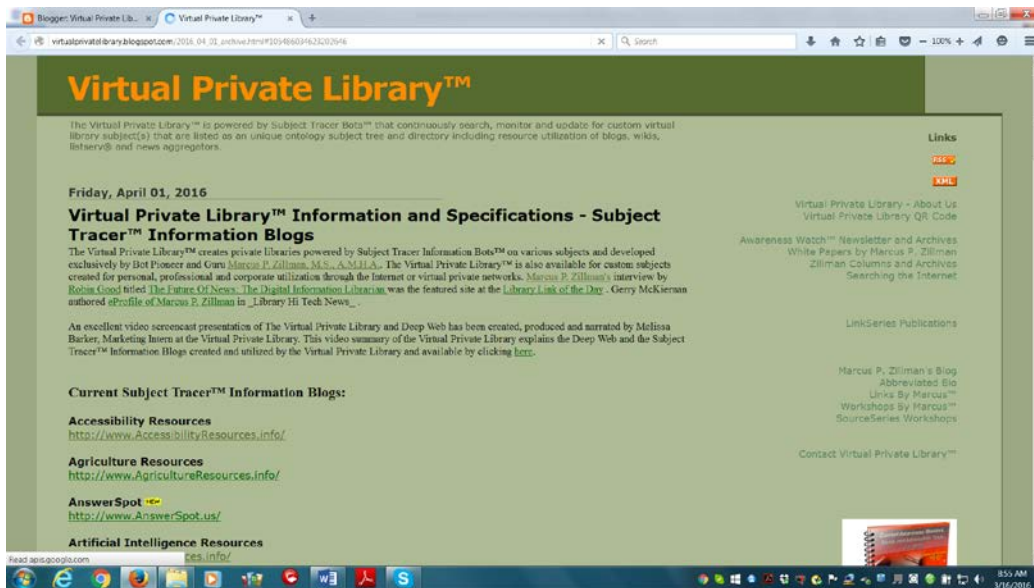 Blogger: Virtual Private Lib...
Virtual Private Library™
virtualprivatelibrary.blogspot.com/2016_04_01_archive.html#105466034623202646
Search
100%
Virtual Private Library™
The Virtual Private Library™ is powered by Subject Tracer Bots™ that continuously search, monitor and update for custom virtual
library subject(s) that are listed as an unique ontology subject tree and directory including resource utilization of blogs, wikis,
listserv® and news aggregators.
Friday, April 01, 2016
Virtual Private Library™ Information and Specifications - Subject
Tracer™ Information Blogs
The Virtual Private Library™ creates private libraries powered by Subject Tracer Information Bots™ on various subjects and developed
exclusively by Bot Pioneer and Guru Marcus P. Zillman, M.S., A.M.H.A.. The Virtual Private Library™ is also available for custom subjects
created for personal, professional and corporate utilization through the Internet or virtual private networks. Marcus P. Zillman's interview by
Robin Good titled The Future Of News: The Digital Information Librarian was the featured site at the Library Link of the Day . Gerry McKiernan
authored eProfile of Marcus P. Zillman in _Library Hi Tech News_ .
An excellent video screencast presentation of The Virtual Private Library and Deep Web has been created, produced and narrated by Melissa
Barker, Marketing Intern at the Virtual Private Library. This video summary of the Virtual Private Library explains the Deep Web and the Subject
Tracer™ Information Blogs created and utilized by the Virtual Private Library and available by clicking here.
Current Subject Tracer™ Information Blogs:
Accessibility Resources
http://www.AccessibilityResources.info/
Agriculture Resources
http://www.AgricultureResources.info/
AnswerSpot NEW
http://www.AnswerSpot.us/
Artificial Intelligence Resources
ces.info/
Links
RSS
XML
Virtual Private Library - About Us
Virtual Private Library QR Code
Awareness Watch™ Newsletter and Archives
White Papers by Marcus P. Zillman
Zillman Columns and Archives
Searching the Internet
LinkSeries Publications
Marcus P. Zillman's Blog
Abbreviated Bio
Links By Marcus™
Workshops By Marcus™
SourceSeries Workshops
Contact Virtual Private Library™
Read apis.google.com
8:55 AM
3/16/2016